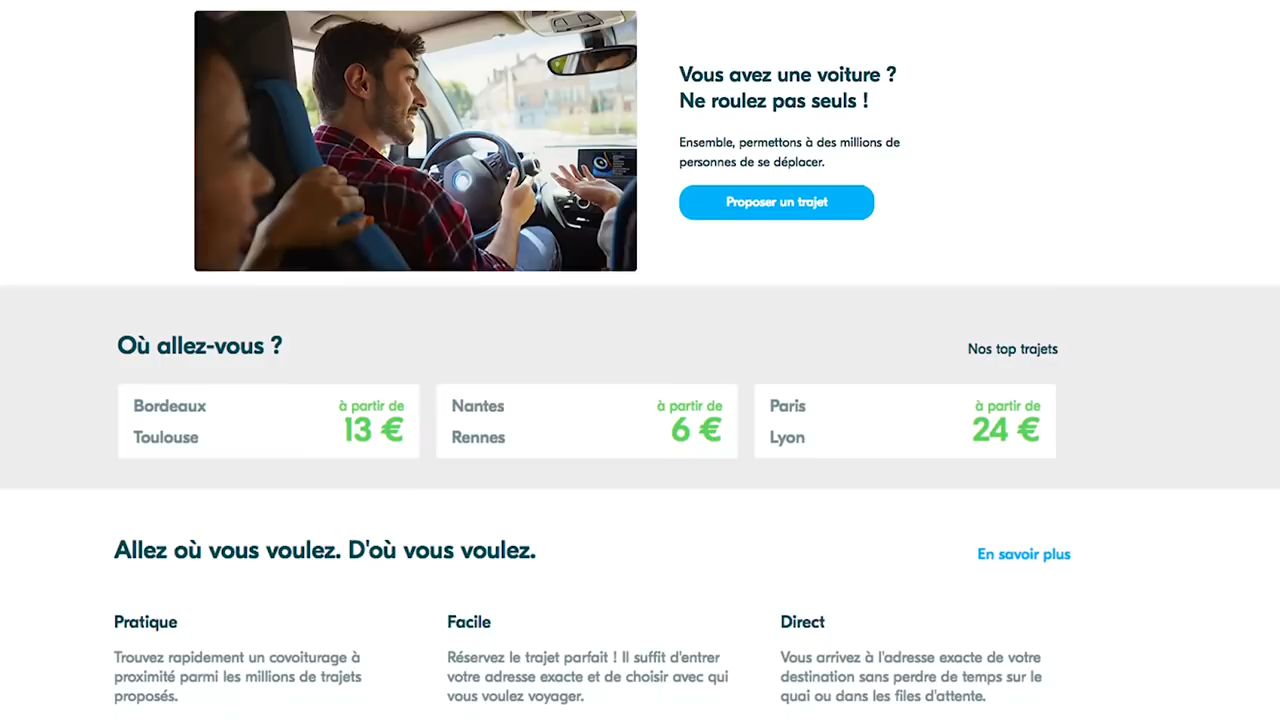 Vous avez une voiture ?
Ne roulez pas seuls !
Ensemble, permettons à des millions de
personnes de se déplacer.
Proposer un trajet
Où allez-vous ?
Nos top trajets
Bordeaux
à partir de
13 €
Toulouse
Nantes
à partir de
6 €
Rennes
Paris
à partir de
24 €
Lyon
Allez où vous voulez. D'où vous voulez.
En savoir plus
Pratique
Trouvez rapidement un covoiturage à
proximité parmi les millions de trajets
proposés.
Facile
Réservez le trajet parfait ! Il suffit d'entrer
votre adresse exacte et de choisir avec qui
vous voulez voyager.
Direct
Vous arrivez à l'adresse exacte de votre
destination sans perdre de temps sur le
quai ou dans les files d'attente.